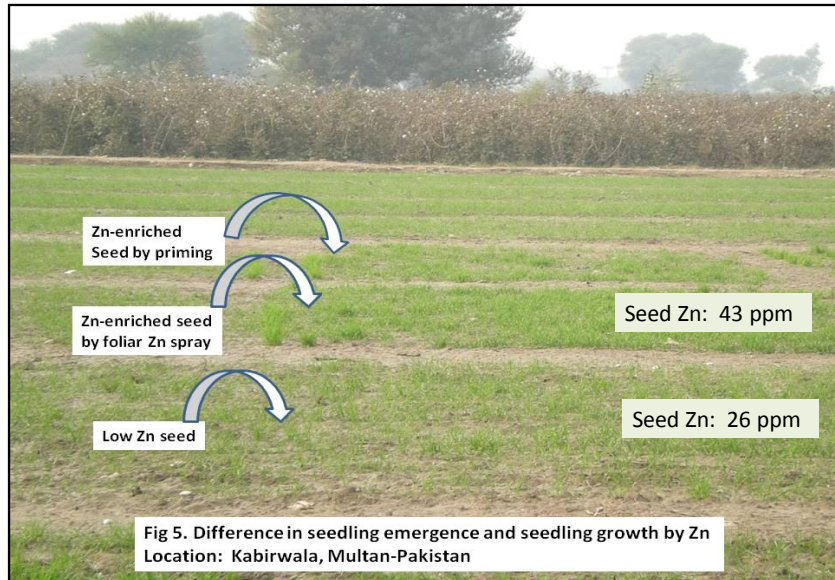 Zn-enriched
Seed by priming
Zn-enriched seed
by foliar Zn spray
Seed Zn:  43 ppm
Low Zn seed
Seed Zn:  26 ppm
Fig 5. Difference in seedling emergence and seedling growth by Zn
Location:  Kabirwala, Multan-Pakistan